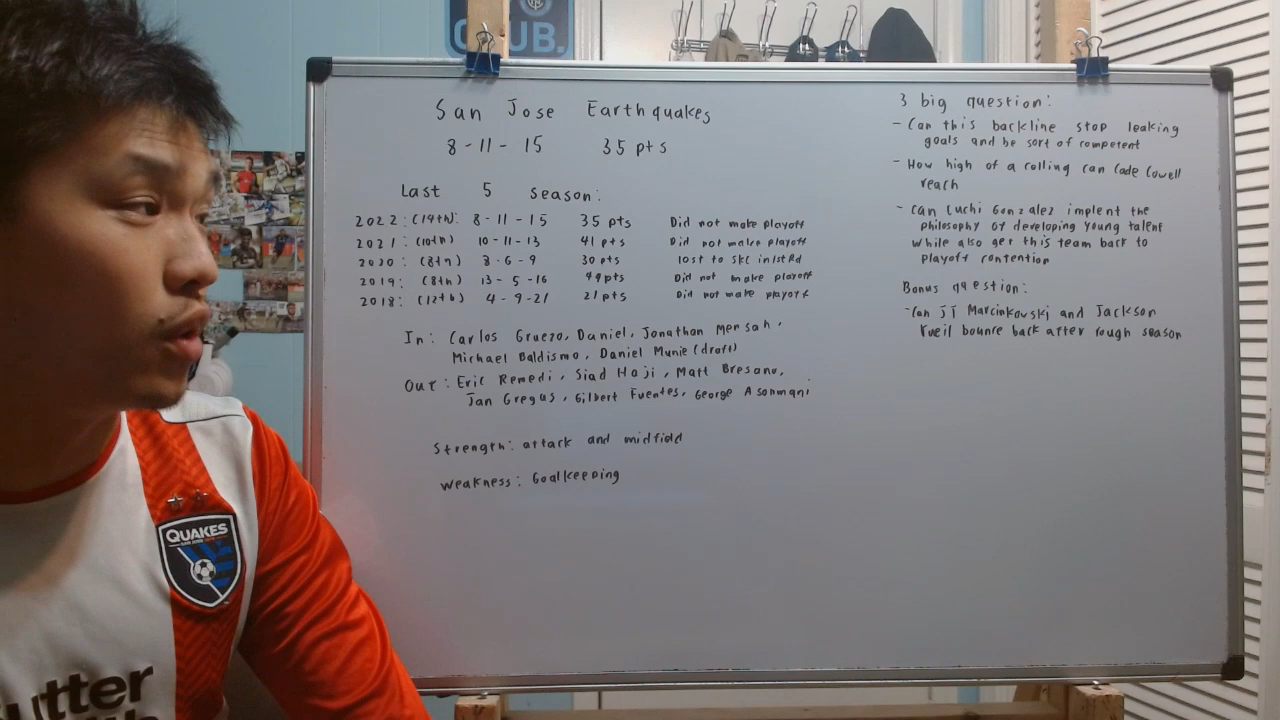 CLUB.
San Jose Earthquakes
8-11-15 35 pts
Last 5 season:
2022: (14th): 8-11-15 35 pts Did not make playoff
2021: (10th) 10-11-13 41 pts Did not make playoff
2020: (8th) 8-6-9 30 pts lost to SKC in 1st Rd
2019: (8th) 13-5-16 44 pts Did not make playoff
2018: (12th) 4-9-21 21 pts Did not make playoff
In: Carlos Gruezo, Daniel, Jonathan Mensah,
Michael Baldismo, Daniel Munie (draft)
Out: Eric Remedi, Siad Haji, Matt Bresano,
Jan Gregus, Gilbert Fuentes, George Asonmani
Strength: attack and midfield
Weakness: Goalkeeping
3 big question:
- Can this backline stop leaking
goals and be sort of competent
- How high of a rolling can Cade Cowell
reach
- Can Luchi Gonzalez implent the
philosophy of developing young talent
while also get this team back to
playoff contention
Bonus question:
- Can JT Marcinkowski and Jackson
Yueil bounce back after rough season
QUAKES
utter